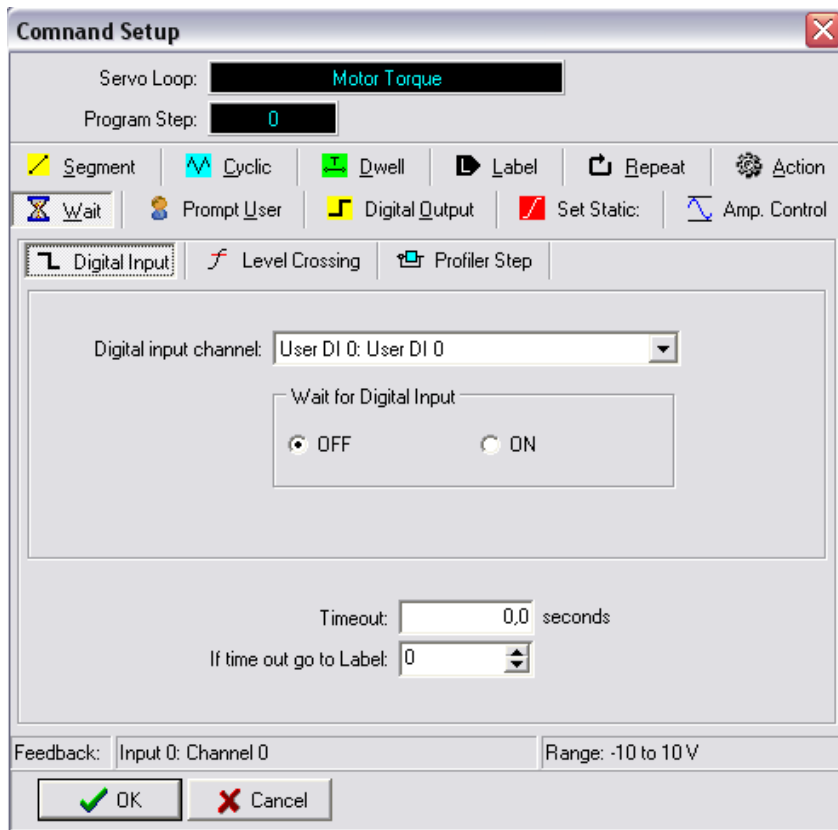 Comnand Setup
Servo Loop: Motor Torque
Program Step: 0
Segment Cyclic Dwell Label Repeat Action
Wait Prompt User Digital Output Set Static: Amp. Control
Digital Input Level Crossing Profiler Step
Digital input channel: User DI 0: User DI 0
Wait for Digital Input
OFF ON
Timeout: 0,0 seconds
If time out go to Label: 0
Feedback: Input 0: Channel 0 Range: -10 to 10 V
OK Cancel